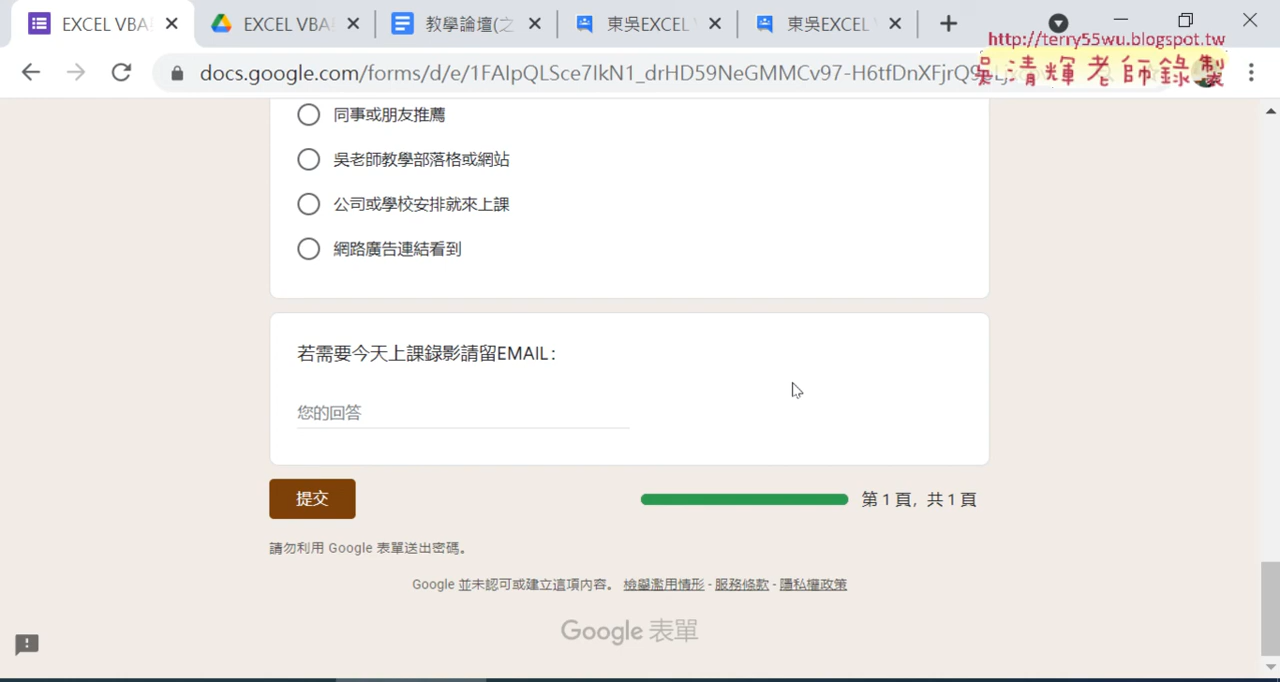 EXCEL VBA
EXCEL VBA
教學論壇(之
東吳EXCEL
東吳EXCEL
http://terry55wu.blogspot.tw
吳清輝老師錄製
docs.google.com/forms/d/e/1FAIpQLSce7IkN1_drHD59NeGMMCv97-H6tfDnXFjrQ9
同事或朋友推薦
吳老師教學部落格或網站
公司或學校安排就來上課
網路廣告連結看到
若需要今天上課錄影請留EMAIL：
您的回答
提交
第 1 頁，共 1 頁
請勿利用 Google 表單送出密碼。
Google 並未認可或建立這項內容。 檢舉濫用情形 - 服務條款 - 隱私權政策
Google 表單